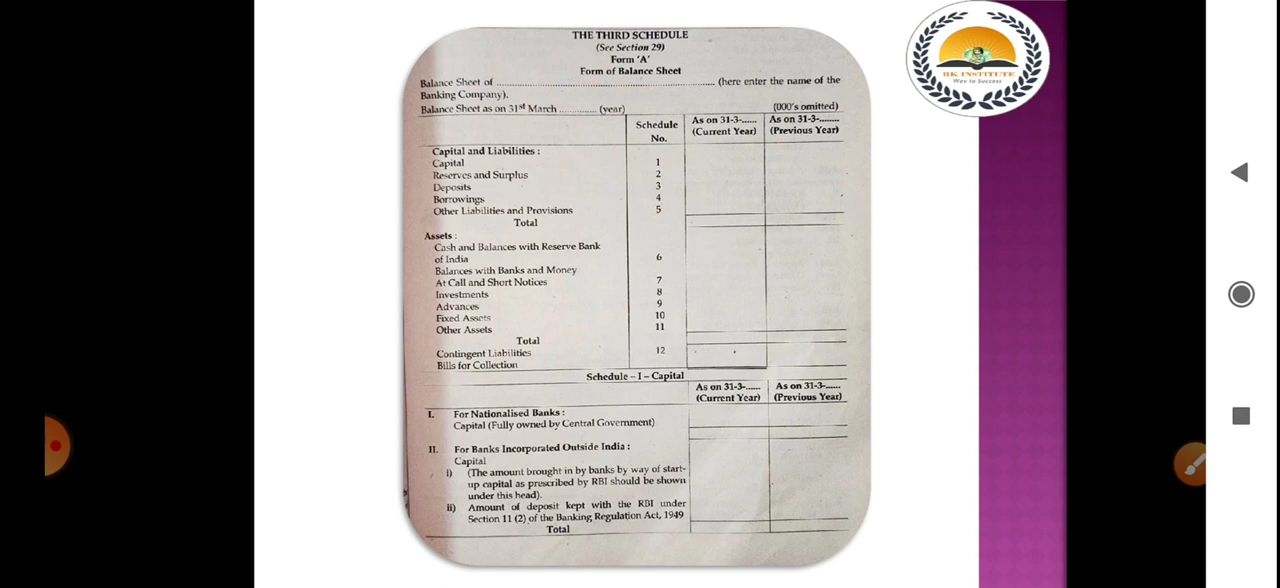 THE THIRD SCHEDULE
(See Section 29)
Form 'A'
Form of Balance Sheet
Balance Sheet of ........................................ (here enter the name of the
Banking Company).
Balance Sheet as on 31st March ............ (year) (000's omitted)
Schedule No. As on 31-3-...... (Current Year) As on 31-3-........ (Previous Year)
Capital and Liabilities :
Capital 1
Reserves and Surplus 2
Deposits 3
Borrowings 4
Other Liabilities and Provisions 5
Total
Assets :
Cash and Balances with Reserve Bank
of India 6
Balances with Banks and Money
At Call and Short Notices 7
Investments 8
Advances 9
Fixed Assets 10
Other Assets 11
Total
Contingent Liabilities 12
Bills for Collection
Schedule – I – Capital
As on 31-3-...... As on 31-3-......
(Current Year) (Previous Year)
I. For Nationalised Banks :
Capital (Fully owned by Central Government)
II. For Banks Incorporated Outside India :
Capital
i) (The amount brought in by banks by way of start-
up capital as prescribed by RBI should be shown
under this head).
ii) Amount of deposit kept with the RBI under
Section 11 (2) of the Banking Regulation Act, 1949
Total
INSTITUTE
Way to Success